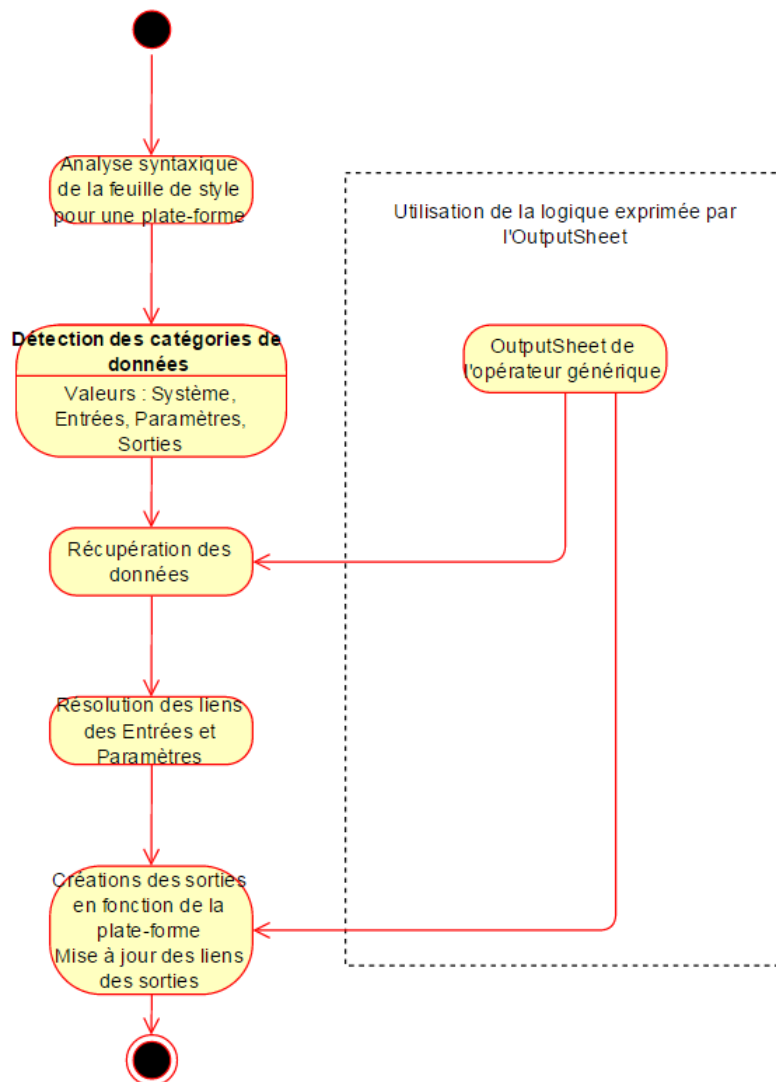 Analyse syntaxique
de la feuille de style
pour une plate-forme
Utilisation de la logique exprimée par
l'OutputSheet
Détection des catégories de
données
Valeurs : Système,
Entrées, Paramètres,
Sorties
OutputSheet de
l'opérateur générique
Récupération des
données
Résolution des liens
des Entrées et
Paramètres
Créations des sorties
en fonction de la
plate-forme
Mise à jour des liens
des sorties